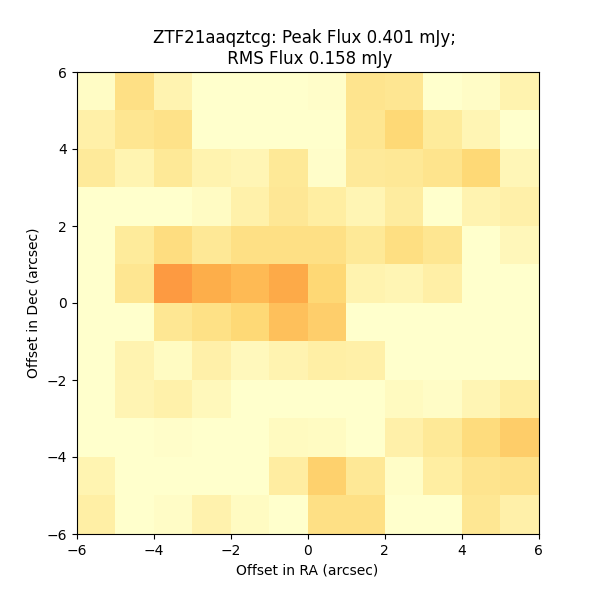 ZTF21aaqztcg: Peak Flux 0.401 mJy;
RMS Flux 0.158 mJy
6
4
2
0
−2
−4
−6
Offset in Dec (arcsec)
−6 −4 −2 0 2 4 6
Offset in RA (arcsec)